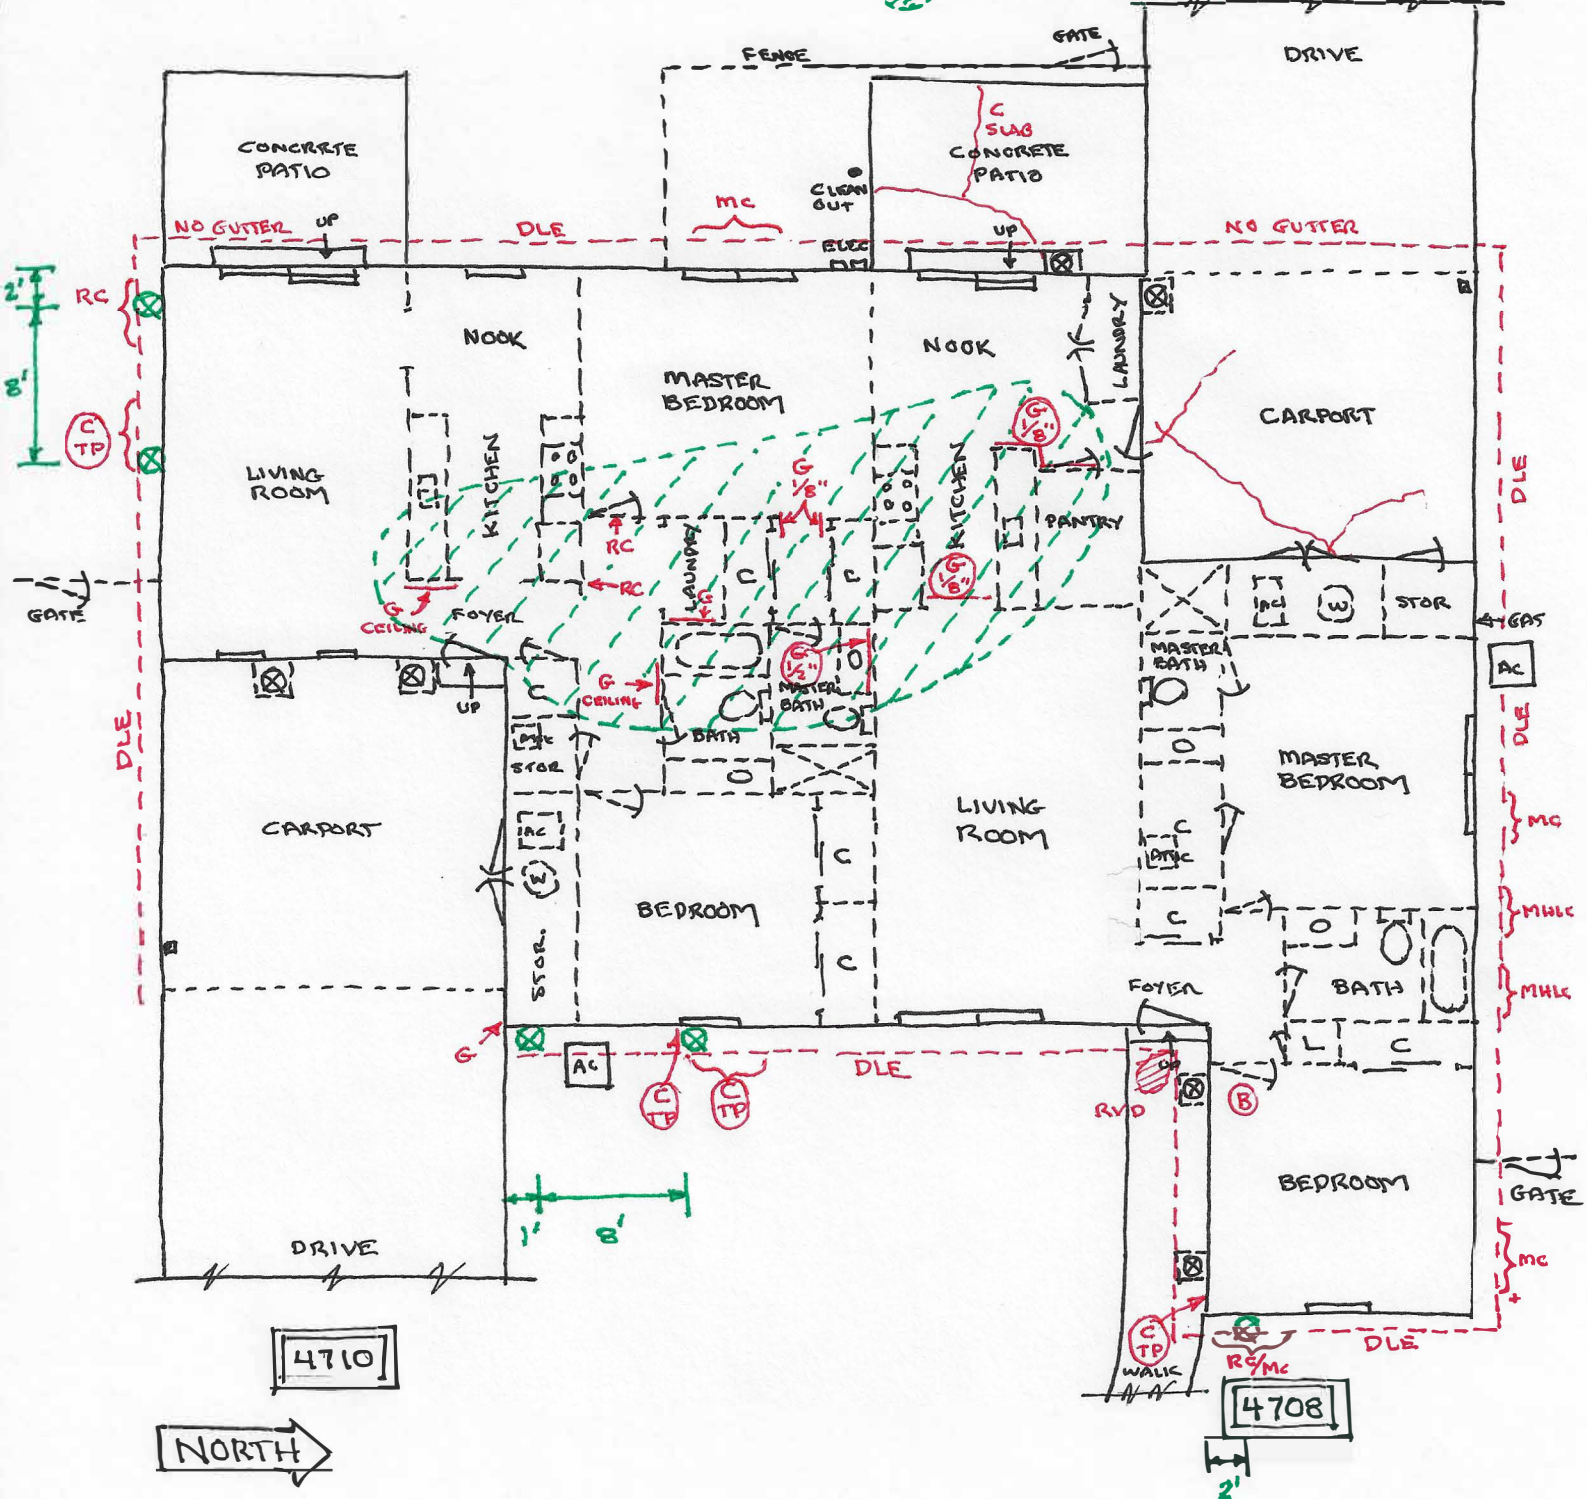 GATE
FENCE
DRIVE
C
SLAB
CONCRETE
PATIO
CONCRETE
PATIO
CLEAN
OUT
MC
NO GUTTER
UP
DLE
ELEC
UP
NO GUTTER
2'
RC
NOOK
NOOK
LAUNDRY
8'
MASTER
BEDROOM
C
TP
G
1/8"
CARPORT
LIVING
ROOM
KITCHEN
G
1/8"
KITCHEN
DLE
PANTRY
RC
LAUNDRY
C
C
G
1/8"
RC
G
GATE
G
CEILING
FOYER
AC
W
STOR
GAS
MASTER
BATH
AC
G
1/2"
G
CEILING
MASTER
BATH
C
UP
BATH
DLE
DLE
STOR
ATTIC
MASTER
BEDROOM
CARPORT
AC
W
LIVING
ROOM
MC
C
C
ATTIC
BEDROOM
C
MHLC
STOR.
C
FOYER
BATH
MHLC
G
L
C
AC
DLE
UP
C
TP
C
TP
RVD
B
BEDROOM
GATE
1'
8'
DRIVE
MC
+
C
TP
WALK
RC/MC
DLE
4710
4708
NORTH
2'